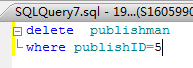 SQLQuery7.sql - 19...(S1605990
delete publishman
where publishID=5